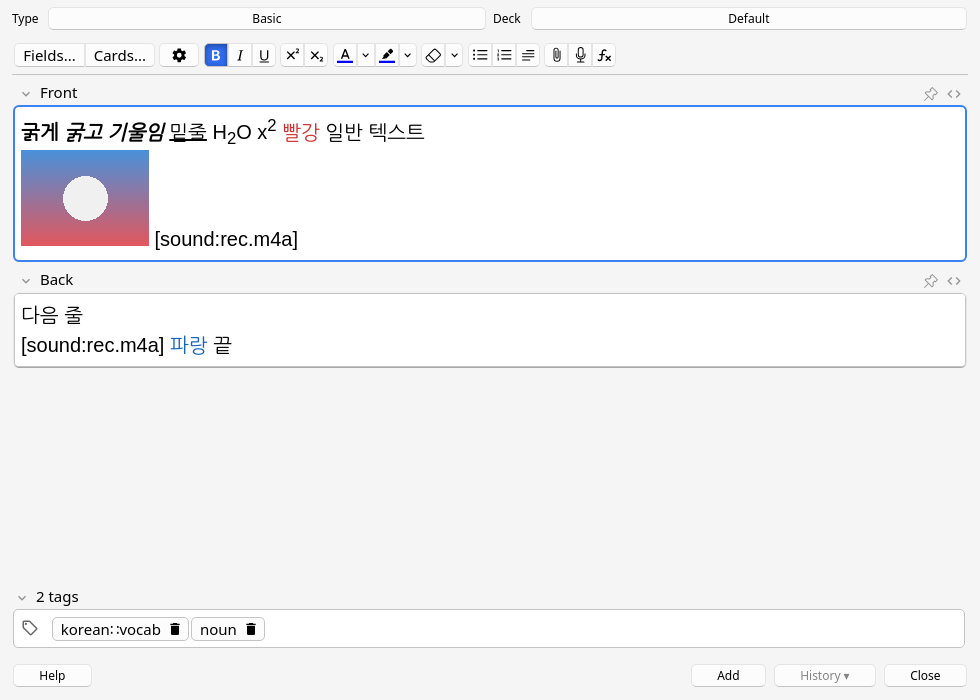 Type Basic Deck Default
Fields... Cards... B I U X² X₂ A fx
Front
굵게 굵고 기울임 밑줄 H₂O x² 빨강 일반 텍스트
[sound:rec.m4a]
Back
다음 줄
[sound:rec.m4a] 파랑 끝
2 tags
korean::vocab noun
Help Add History ▾ Close